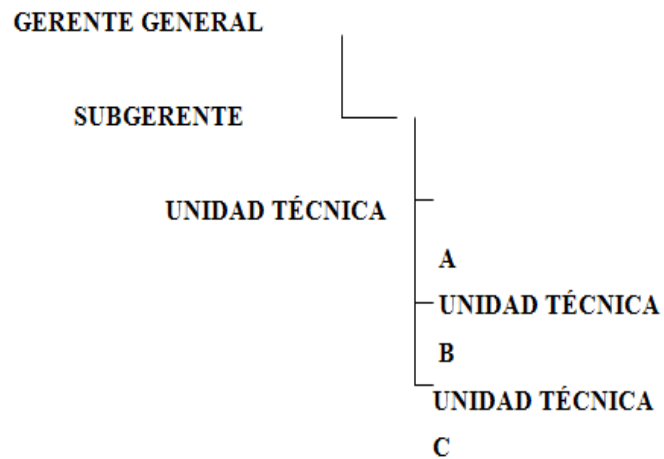 GERENTE GENERAL
SUBGERENTE
UNIDAD TÉCNICA
A
UNIDAD TÉCNICA
B
UNIDAD TÉCNICA
C